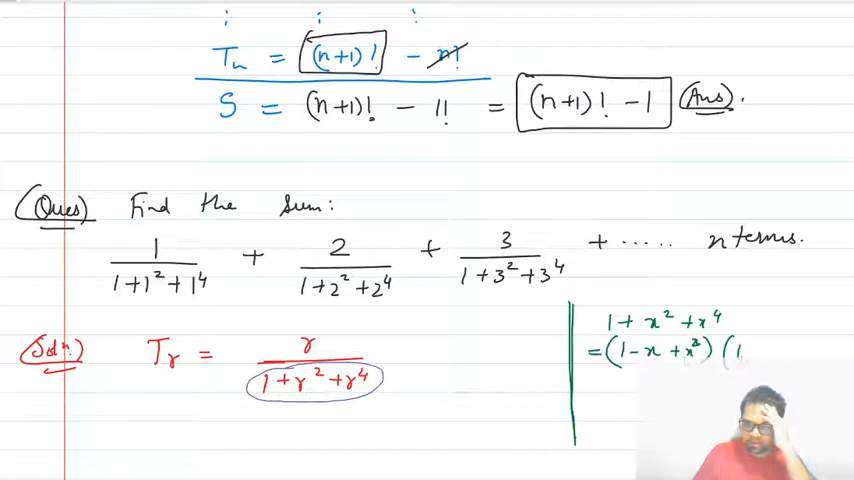 ; ; ;
Tₙ = (n+1)! - n!
S = (n+1)! - 1! = (n+1)! - 1 (Ans).
(Ques) Find the sum:
1/(1+1²+1⁴) + 2/(1+2²+2⁴) + 3/(1+3²+3⁴) + ..... n terms.
1 + x² + x⁴
(Solⁿ.) Tᵣ = r/(1+r²+r⁴)
= (1-x+x²) (1